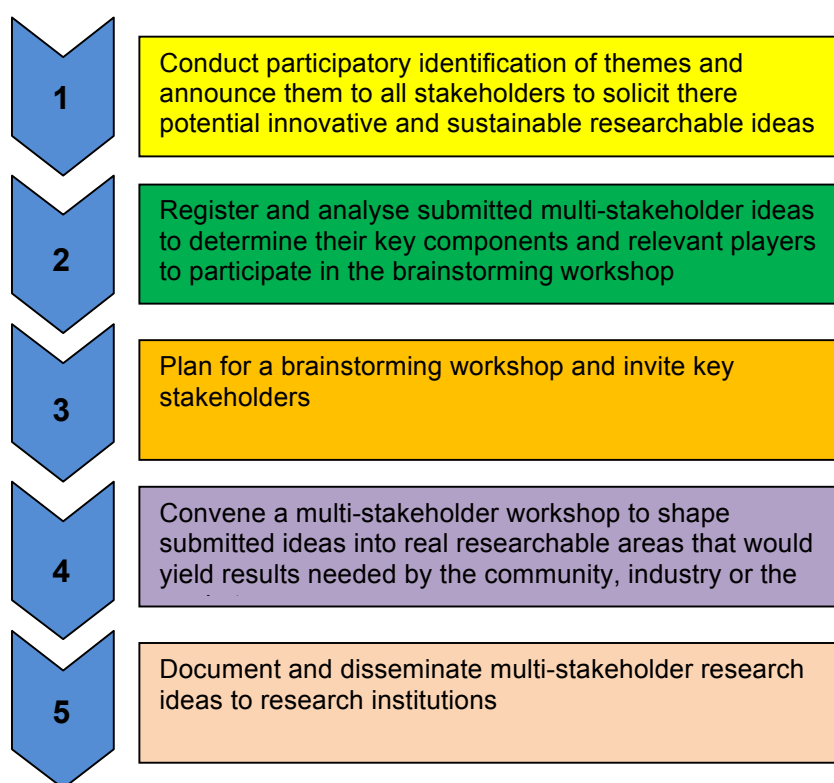 1
Conduct participatory identification of themes and
announce them to all stakeholders to solicit there
potential innovative and sustainable researchable ideas
2
Register and analyse submitted multi-stakeholder ideas
to determine their key components and relevant players
to participate in the brainstorming workshop
3
Plan for a brainstorming workshop and invite key
stakeholders
4
Convene a multi-stakeholder workshop to shape
submitted ideas into real researchable areas that would
yield results needed by the community, industry or the
5
Document and disseminate multi-stakeholder research
ideas to research institutions